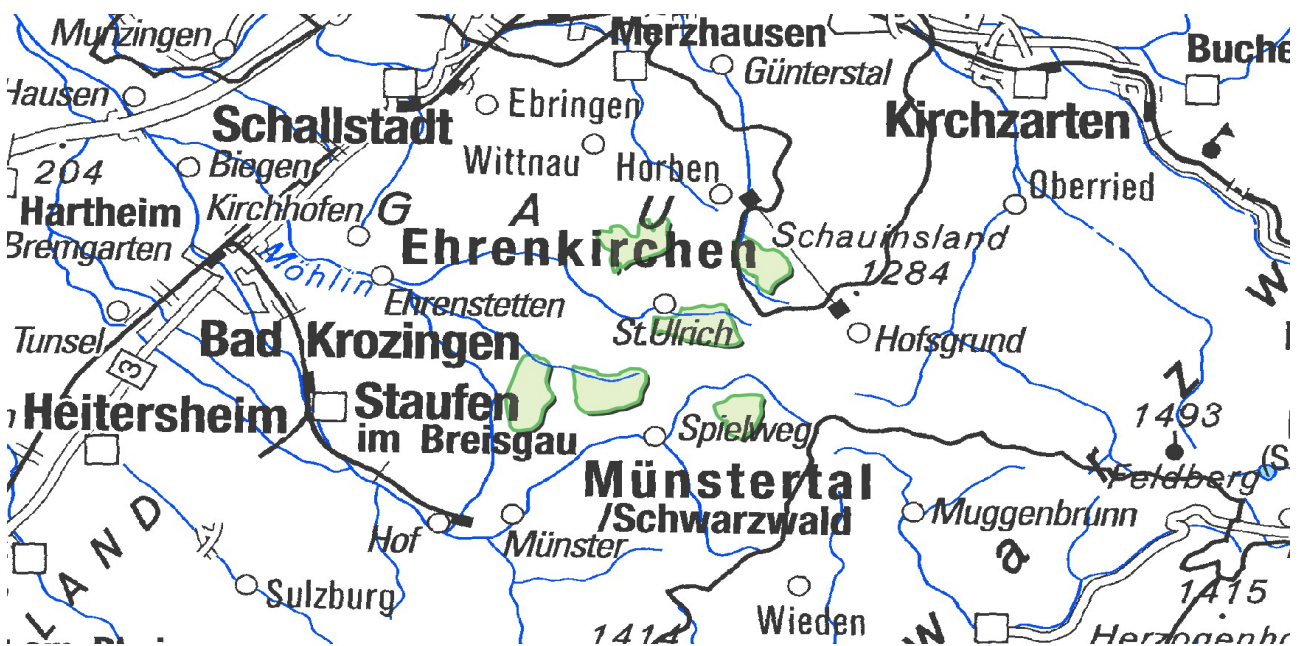 Munzingen
Merzhausen
Günterstal
Hausen
Ebringen
Schallstadt
Kirchzarten
Wittnau
Horben
Biegen
204
Oberried
Hartheim
Kirchhofen
G A U
Bremgarten
Ehrenkirchen
Schauinsland
1284
Möhlin
Ehrenstetten
W
Tunsel
Bad Krozingen
St.Ulrich
Hofsgrund
3
Z
Heitersheim
Staufen
im Breisgau
Spielweg
1493
r
Feldberg
(S
Münstertal
/Schwarzwald
Muggenbrunn
LAND
Hof
Münster
a
Sulzburg
1415
Wieden
1414
w